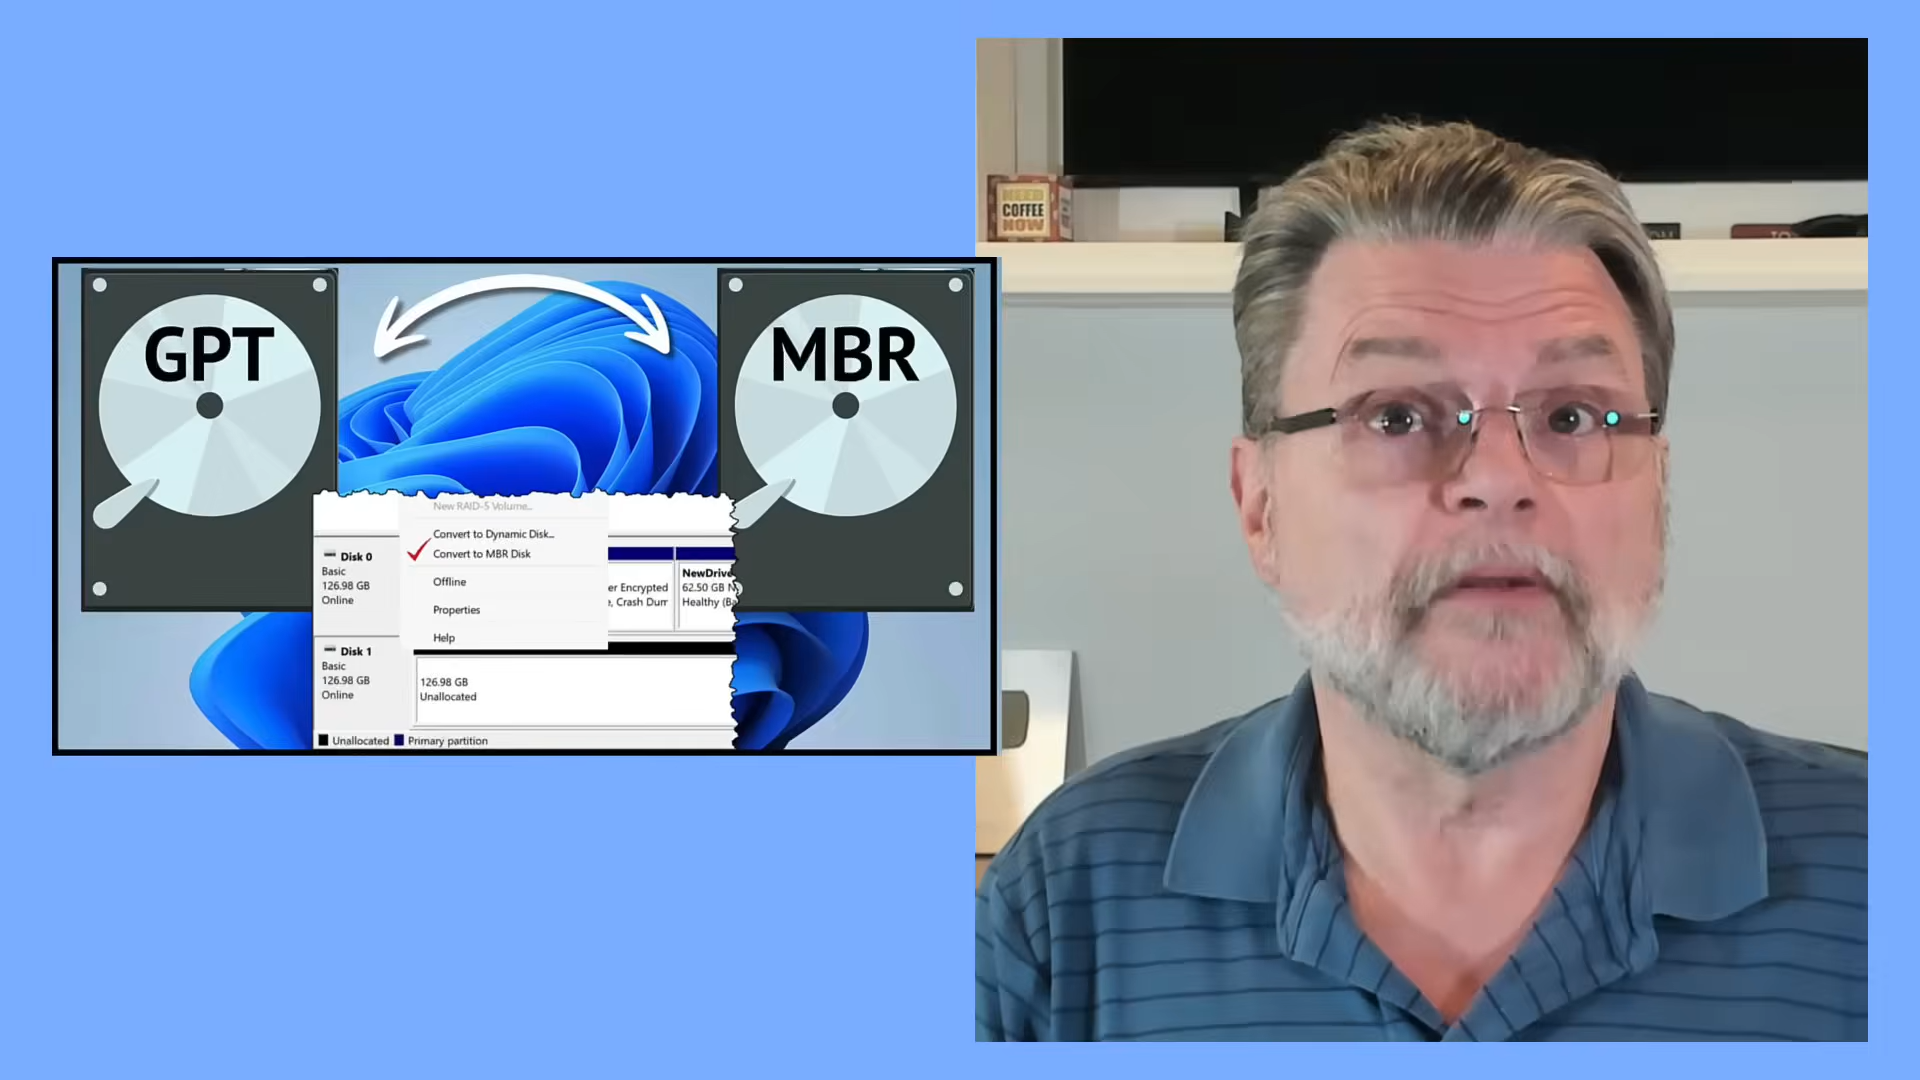 GPT
MBR
New RAID-5 Volume...
Convert to Dynamic Disk...
Convert to MBR Disk
Offline
Properties
Help
Disk 0
Basic
126.98 GB
Online
er Encrypted
, Crash Dum
NewDrive
62.50 GB N
Healthy (Ba
Disk 1
Basic
126.98 GB
Online
126.98 GB
Unallocated
Unallocated Primary partition
NEED
COFFEE
NOW